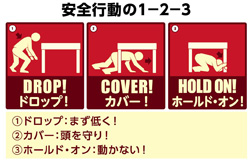 安全行動の1-2-3
①
DROP!
ドロップ!
②
COVER!
カバー!
③
HOLD ON!
ホールド・オン!
①ドロップ:まず低く!
②カバー:頭を守り!
③ホールド・オン:動かない!